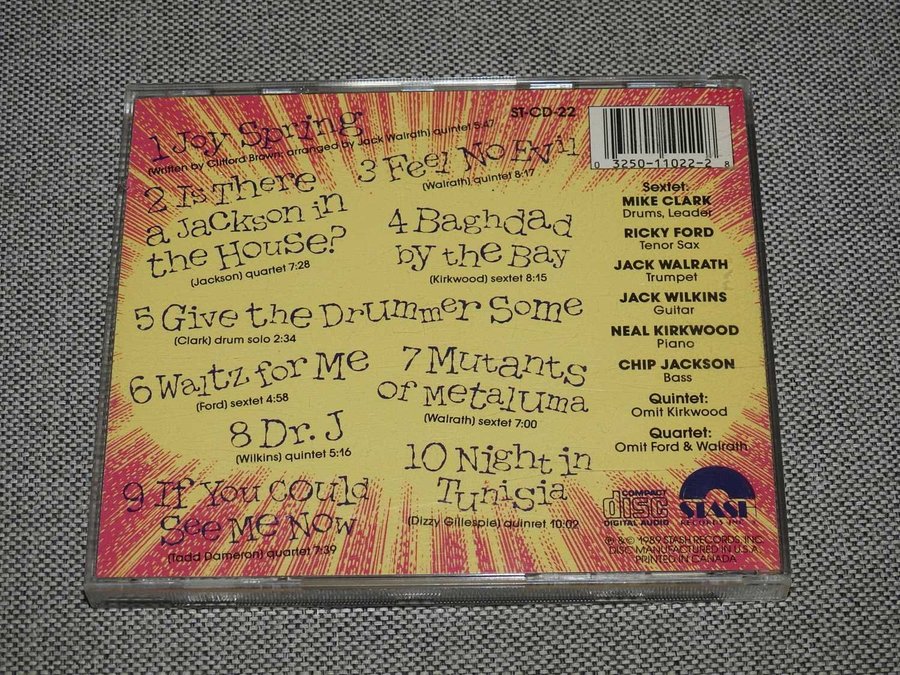 1 Joy Spring
(Written by Clifford Brown; arranged by Jack Walrath) quintet 5:47
2 Is There
a Jackson in
the House?
(Jackson) quartet 7:28
3 Feel No Evil
(Walrath) quintet 8:17
4 Baghdad
by the Bay
(Kirkwood) sextet 8:15
5 Give the Drummer Some
(Clark) drum solo 2:34
6 Waltz for Me
(Ford) sextet 4:58
7 Mutants
of Metaluma
(Walrath) sextet 7:00
8 Dr. J
(Wilkins) quintet 5:16
9 If You Could
See Me Now
(Tadd Dameron) quartet 7:39
10 Night in
Tunisia
(Dizzy Gillespie) quintet 10:02
ST-CD-22
0 3250-11022-2 8
Sextet:
MIKE CLARK
Drums, Leader
RICKY FORD
Tenor Sax
JACK WALRATH
Trumpet
JACK WILKINS
Guitar
NEAL KIRKWOOD
Piano
CHIP JACKSON
Bass
Quintet:
Omit Kirkwood
Quartet:
Omit Ford & Walrath
COMPACT
disc
DIGITAL AUDIO
STASH
RECORDS INC.
℗ & © 1989 STASH RECORDS, INC.
DISC MANUFACTURED IN U.S.A.
PRINTED IN CANADA